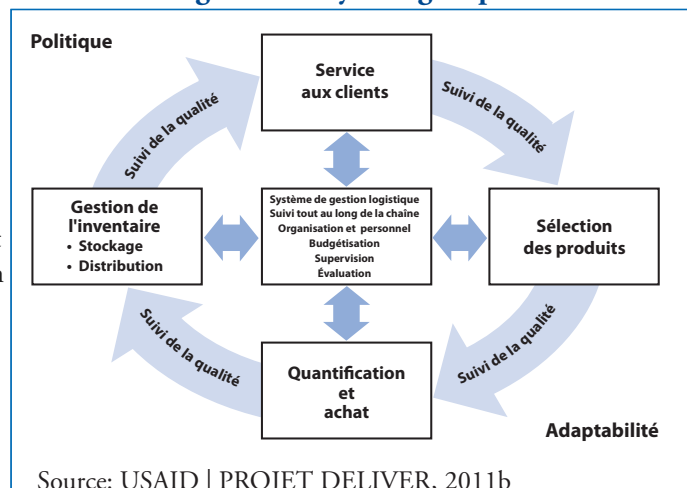 Politique
Service
aux clients
Suivi de la qualité
Suivi de la qualité
Gestion de
l'inventaire
• Stockage
• Distribution
Système de gestion logistique
Suivi tout au long de la chaîne
Organisation et personnel
Budgétisation
Supervision
Évaluation
Sélection
des produits
Suivi de la qualité
Suivi de la qualité
Quantification
et
achat
Adaptabilité
Source: USAID | PROJET DELIVER, 2011b